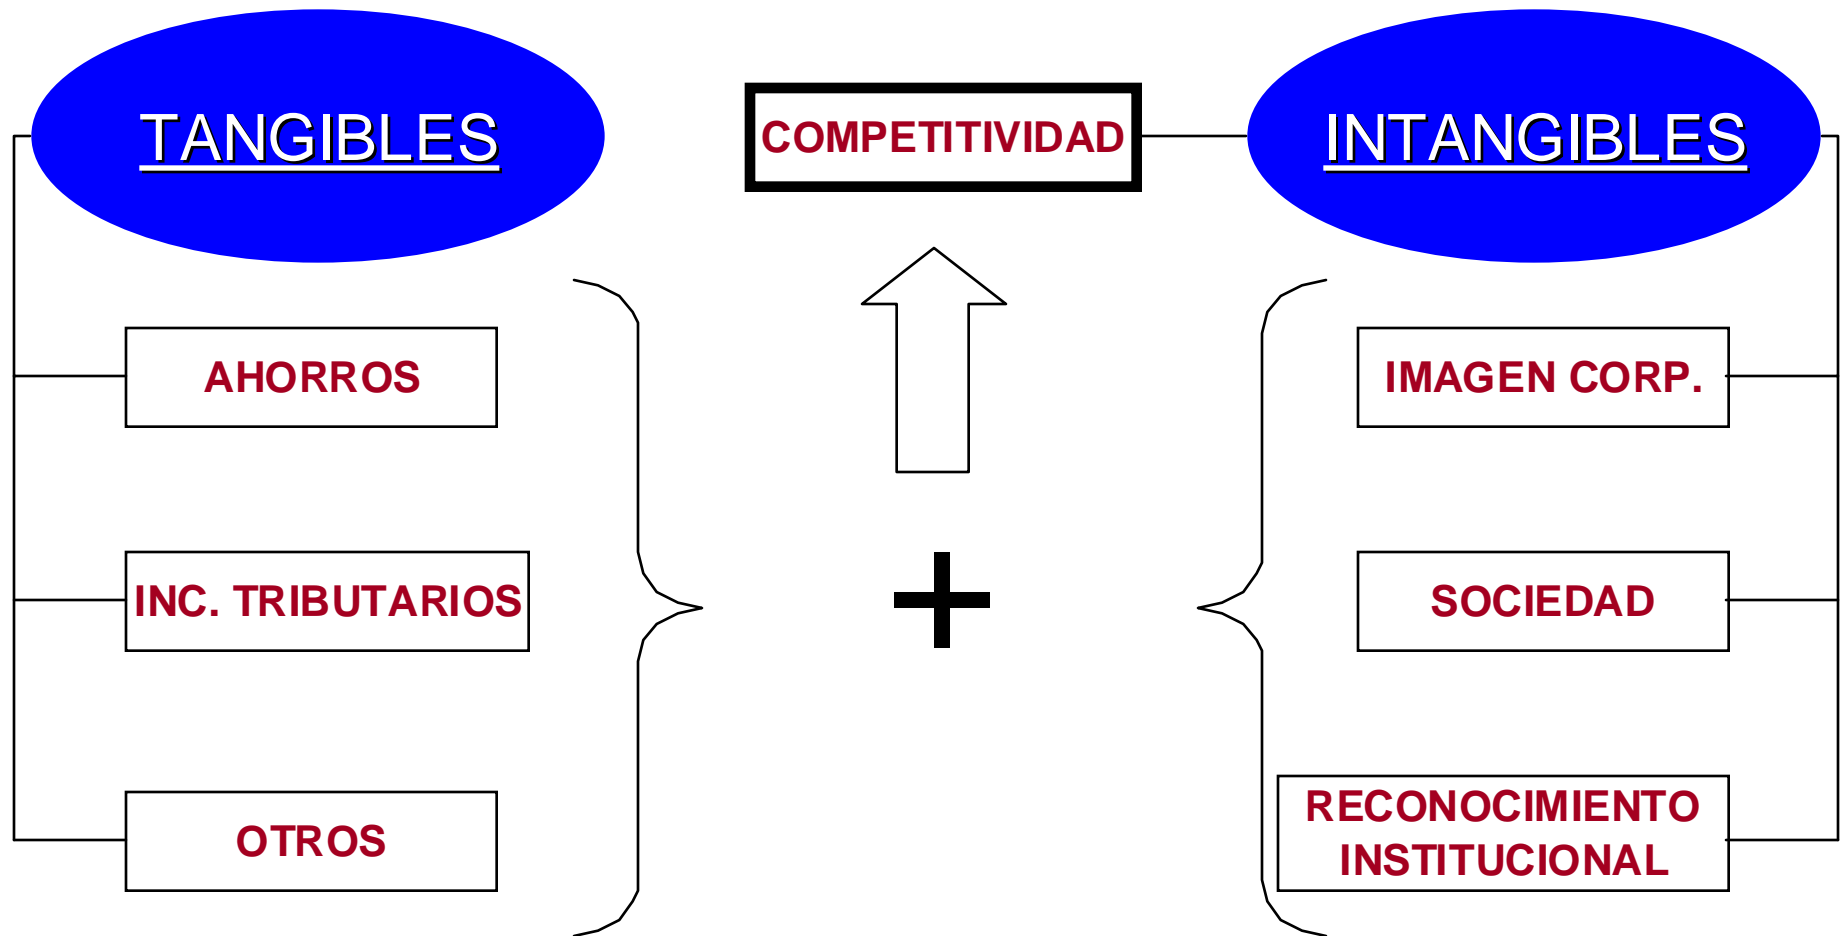 TANGIBLES
COMPETITIVIDAD
INTANGIBLES
AHORROS
IMAGEN CORP.
INC. TRIBUTARIOS
SOCIEDAD
OTROS
RECONOCIMIENTO
INSTITUCIONAL